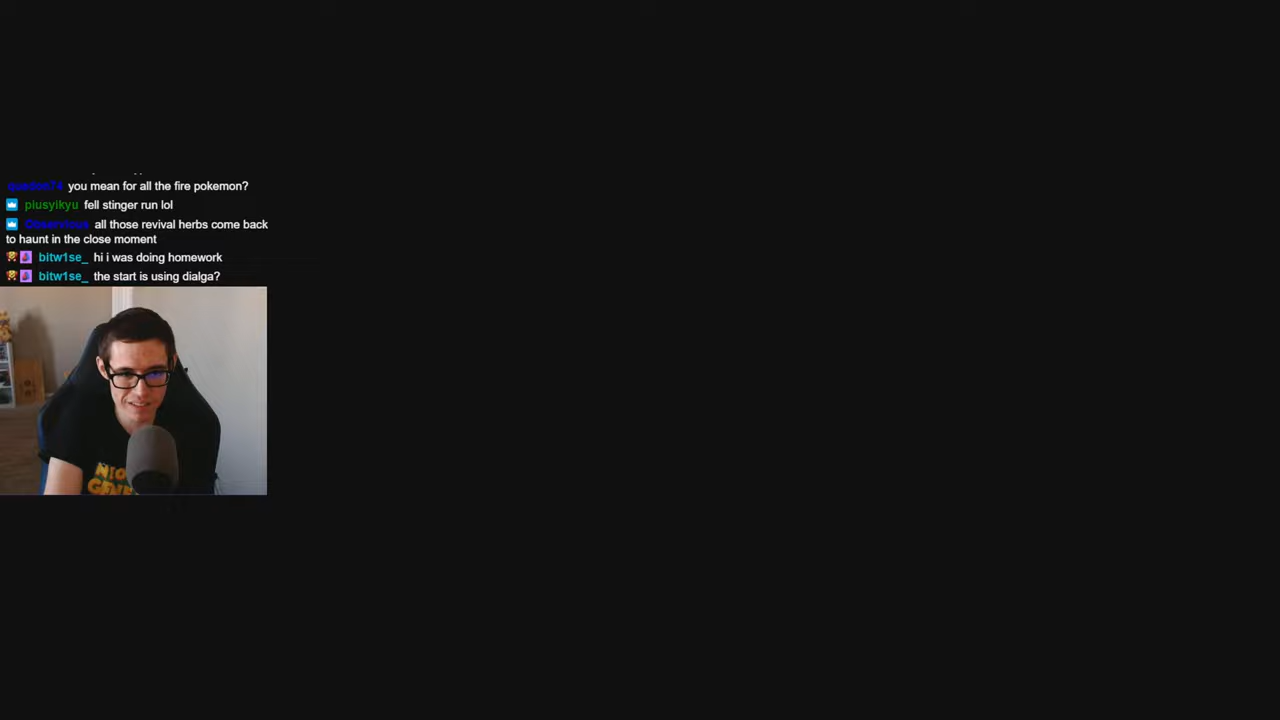 you mean for all the fire pokemon?
piusyikyu fell stinger run lol
all those revival herbs come back
to haunt in the close moment
bitw1se_ hi i was doing homework
bitw1se_ the start is using dialga?